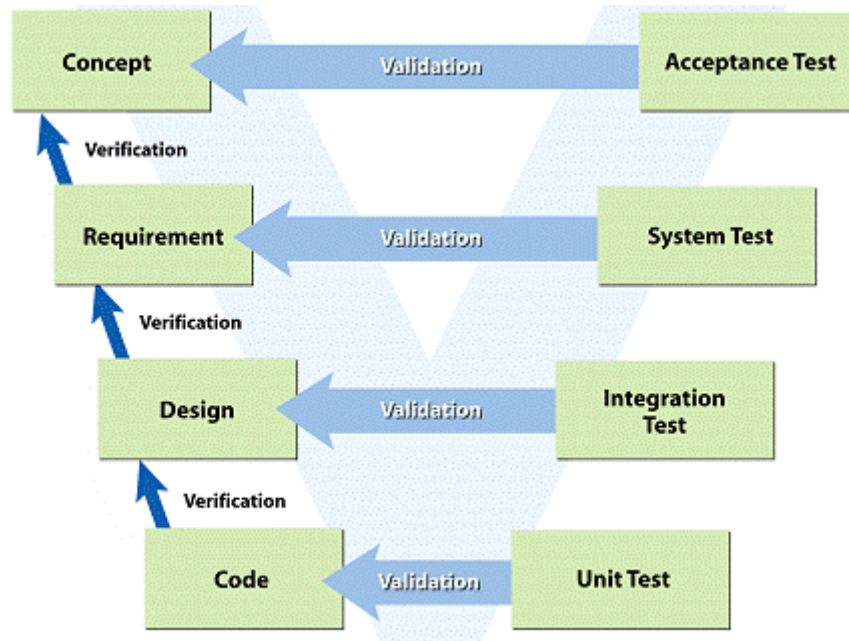 Concept
Validation
Acceptance Test
Verification
Requirement
Validation
System Test
Verification
Design
Validation
Integration
Test
Verification
Code
Validation
Unit Test